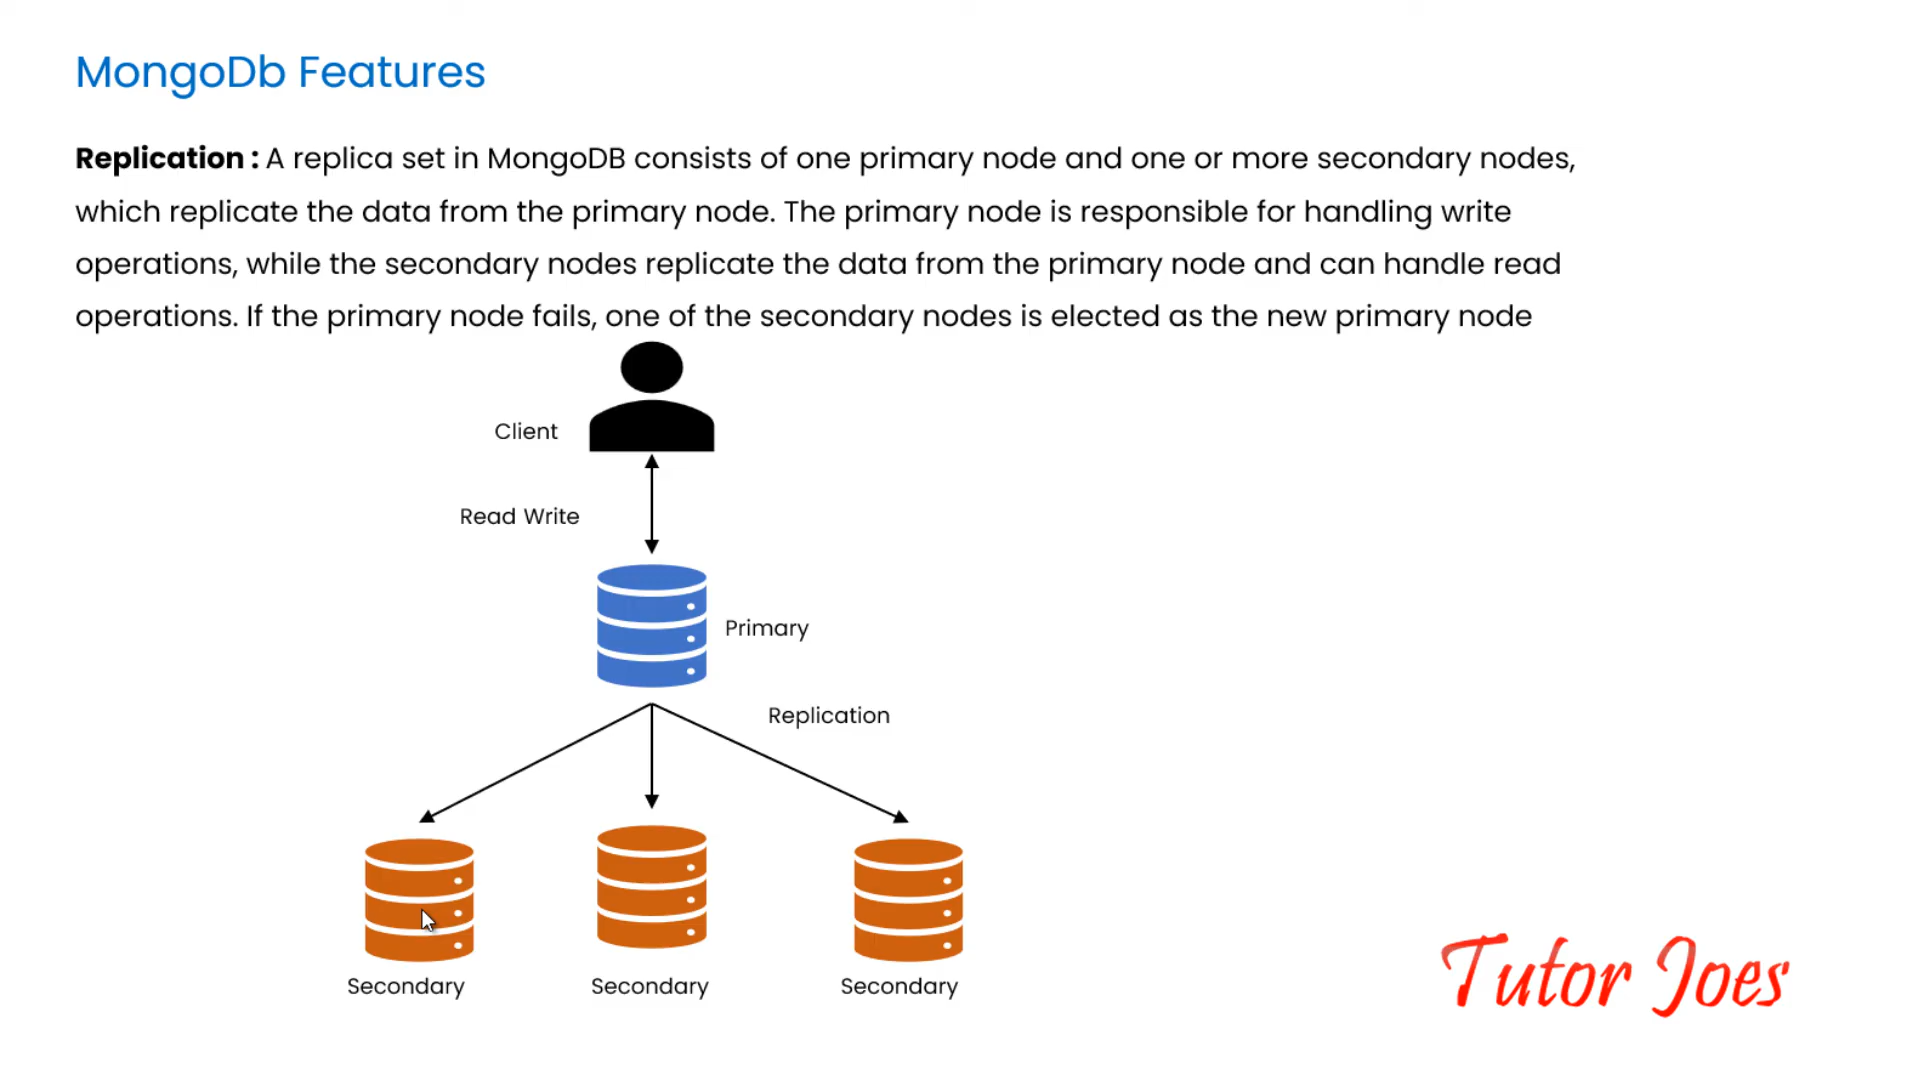 MongoDb Features
Replication : A replica set in MongoDB consists of one primary node and one or more secondary nodes,
which replicate the data from the primary node. The primary node is responsible for handling write
operations, while the secondary nodes replicate the data from the primary node and can handle read
operations. If the primary node fails, one of the secondary nodes is elected as the new primary node
Client
Read Write
Primary
Replication
Secondary
Secondary
Secondary
Tutor Joes